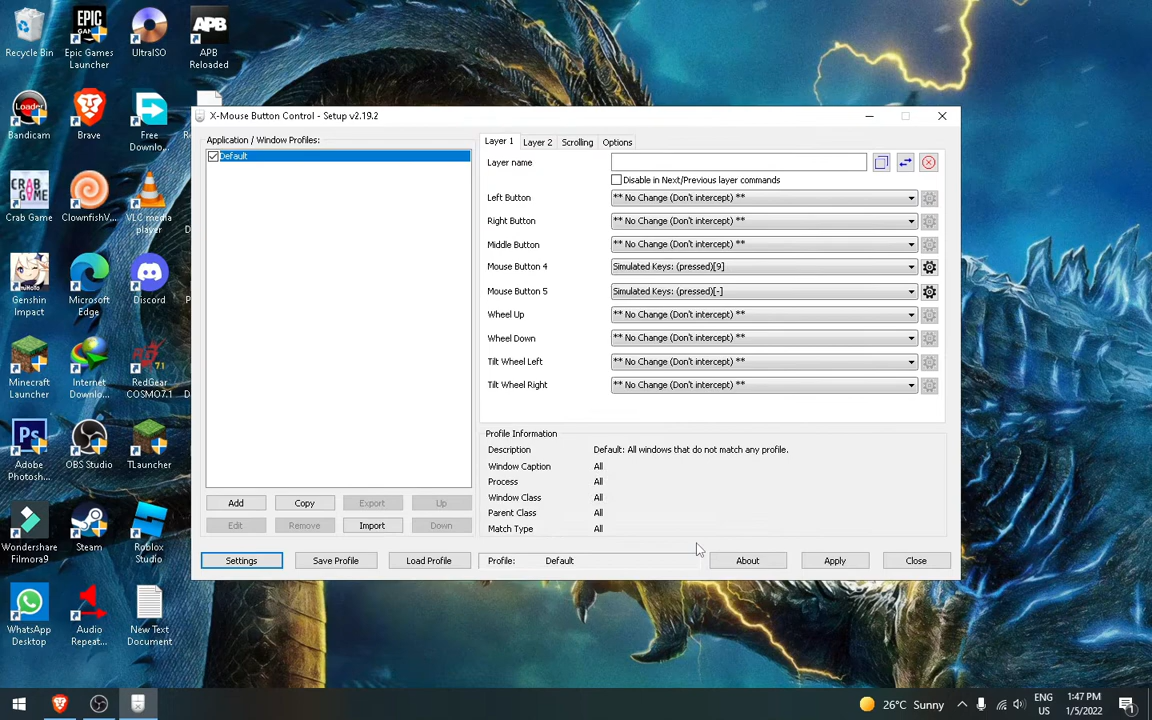 Recycle Bin
Epic Games
Launcher
UltraISO
APB
Reloaded
EPIC
GAMES
APB
Loader
Bandicam
Brave
Free
Downlo...
CRAB
GAME
Crab Game
ClownfishV...
VLC media
player
Genshin
Impact
Microsoft
Edge
Discord
Minecraft
Launcher
Internet
Downlo...
RedGear
COSMO7.1
Ps
Adobe
Photosh...
OBS Studio
TLauncher
Wondershare
Filmora9
Steam
Roblox
Studio
WhatsApp
Desktop
Audio
Repeat...
New Text
Document
X-Mouse Button Control - Setup v2.19.2
Application / Window Profiles:
Default
Layer 1
Layer 2
Scrolling
Options
Layer name
Disable in Next/Previous layer commands
Left Button
** No Change (Don't intercept) **
Right Button
** No Change (Don't intercept) **
Middle Button
** No Change (Don't intercept) **
Mouse Button 4
Simulated Keys: (pressed)[9]
Mouse Button 5
Simulated Keys: (pressed)[-]
Wheel Up
** No Change (Don't intercept) **
Wheel Down
** No Change (Don't intercept) **
Tilt Wheel Left
** No Change (Don't intercept) **
Tilt Wheel Right
** No Change (Don't intercept) **
Profile Information
Description
Default: All windows that do not match any profile.
Window Caption
All
Process
All
Window Class
All
Parent Class
All
Match Type
All
Add
Copy
Export
Up
Edit
Remove
Import
Down
Settings
Save Profile
Load Profile
Profile:
Default
About
Apply
Close
26°C Sunny
ENG
US
1:47 PM
1/5/2022
1